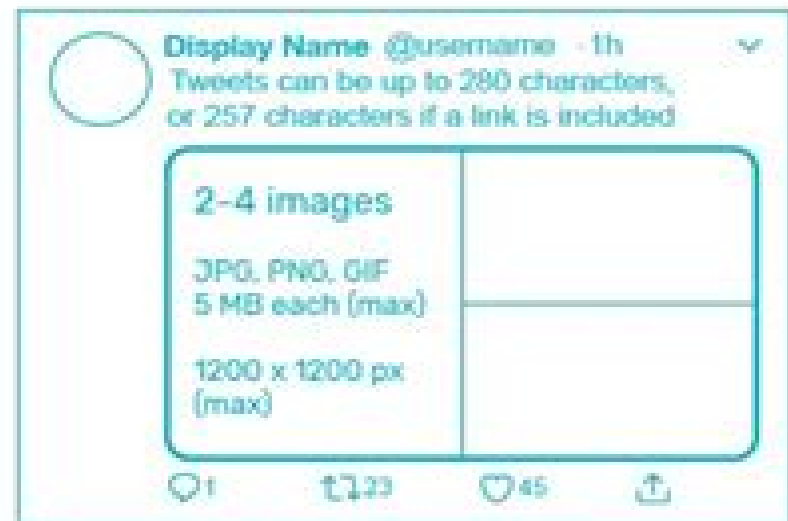 Display Name @username · 1h
Tweets can be up to 280 characters,
or 257 characters if a link is included
2-4 images
JPG, PNG, GIF
5 MB each (max)
1200 x 1200 px
(max)
1 23 45